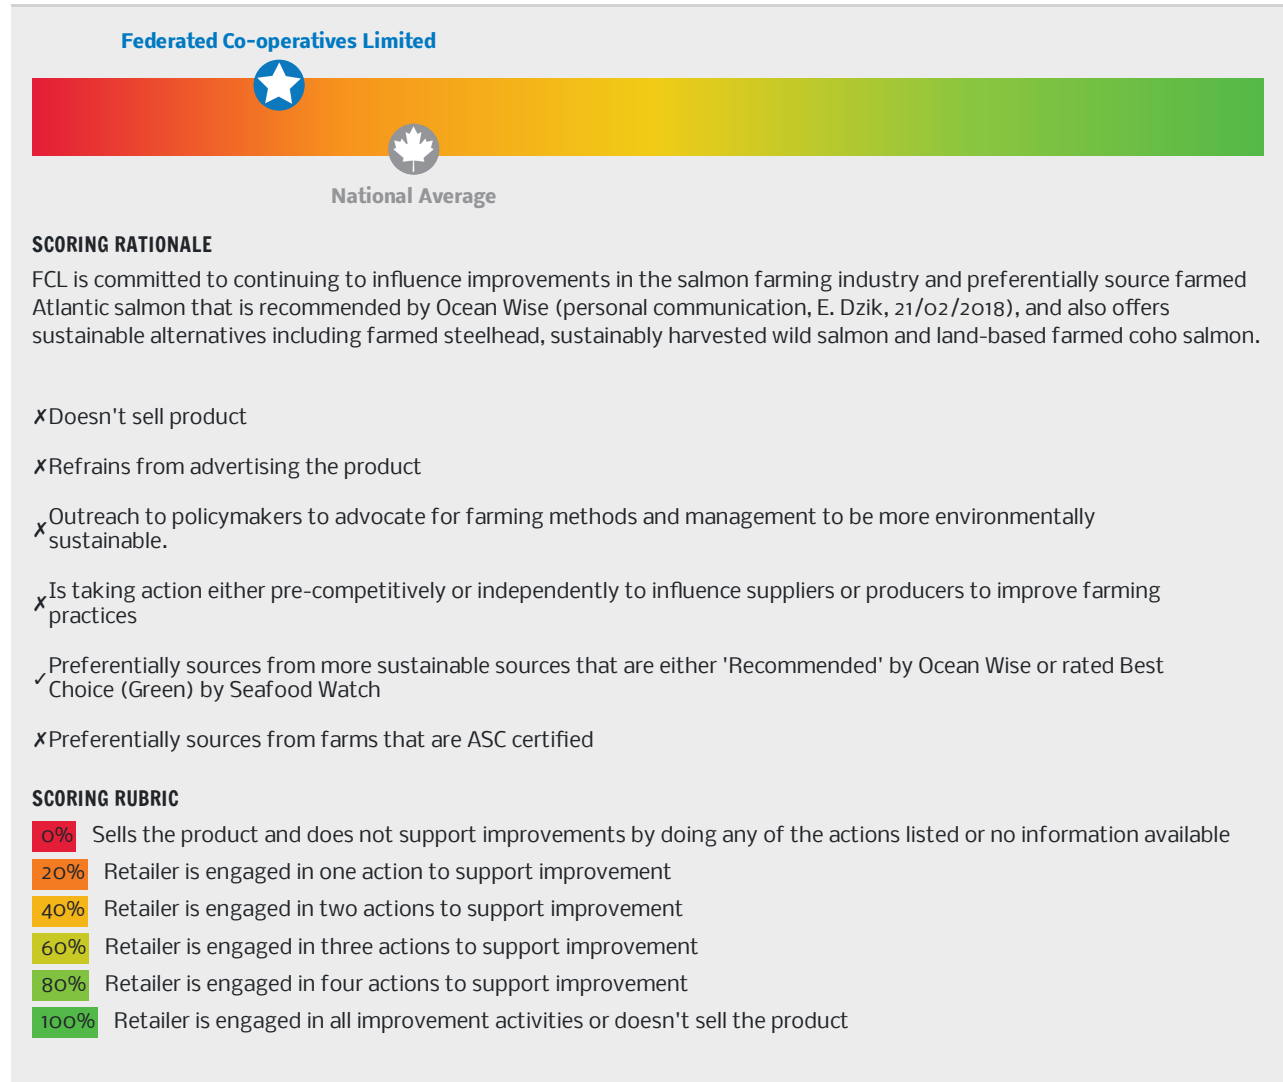 Federated Co-operatives Limited
National Average
SCORING RATIONALE
FCL is committed to continuing to influence improvements in the salmon farming industry and preferentially source farmed
Atlantic salmon that is recommended by Ocean Wise (personal communication, E. Dzik, 21/02/2018), and also offers
sustainable alternatives including farmed steelhead, sustainably harvested wild salmon and land-based farmed coho salmon.
✗Doesn't sell product
✗Refrains from advertising the product
✗Outreach to policymakers to advocate for farming methods and management to be more environmentally
sustainable.
✗Is taking action either pre-competitively or independently to influence suppliers or producers to improve farming
practices
✓Preferentially sources from more sustainable sources that are either 'Recommended' by Ocean Wise or rated Best
Choice (Green) by Seafood Watch
✗Preferentially sources from farms that are ASC certified
SCORING RUBRIC
0% Sells the product and does not support improvements by doing any of the actions listed or no information available
20% Retailer is engaged in one action to support improvement
40% Retailer is engaged in two actions to support improvement
60% Retailer is engaged in three actions to support improvement
80% Retailer is engaged in four actions to support improvement
100% Retailer is engaged in all improvement activities or doesn't sell the product